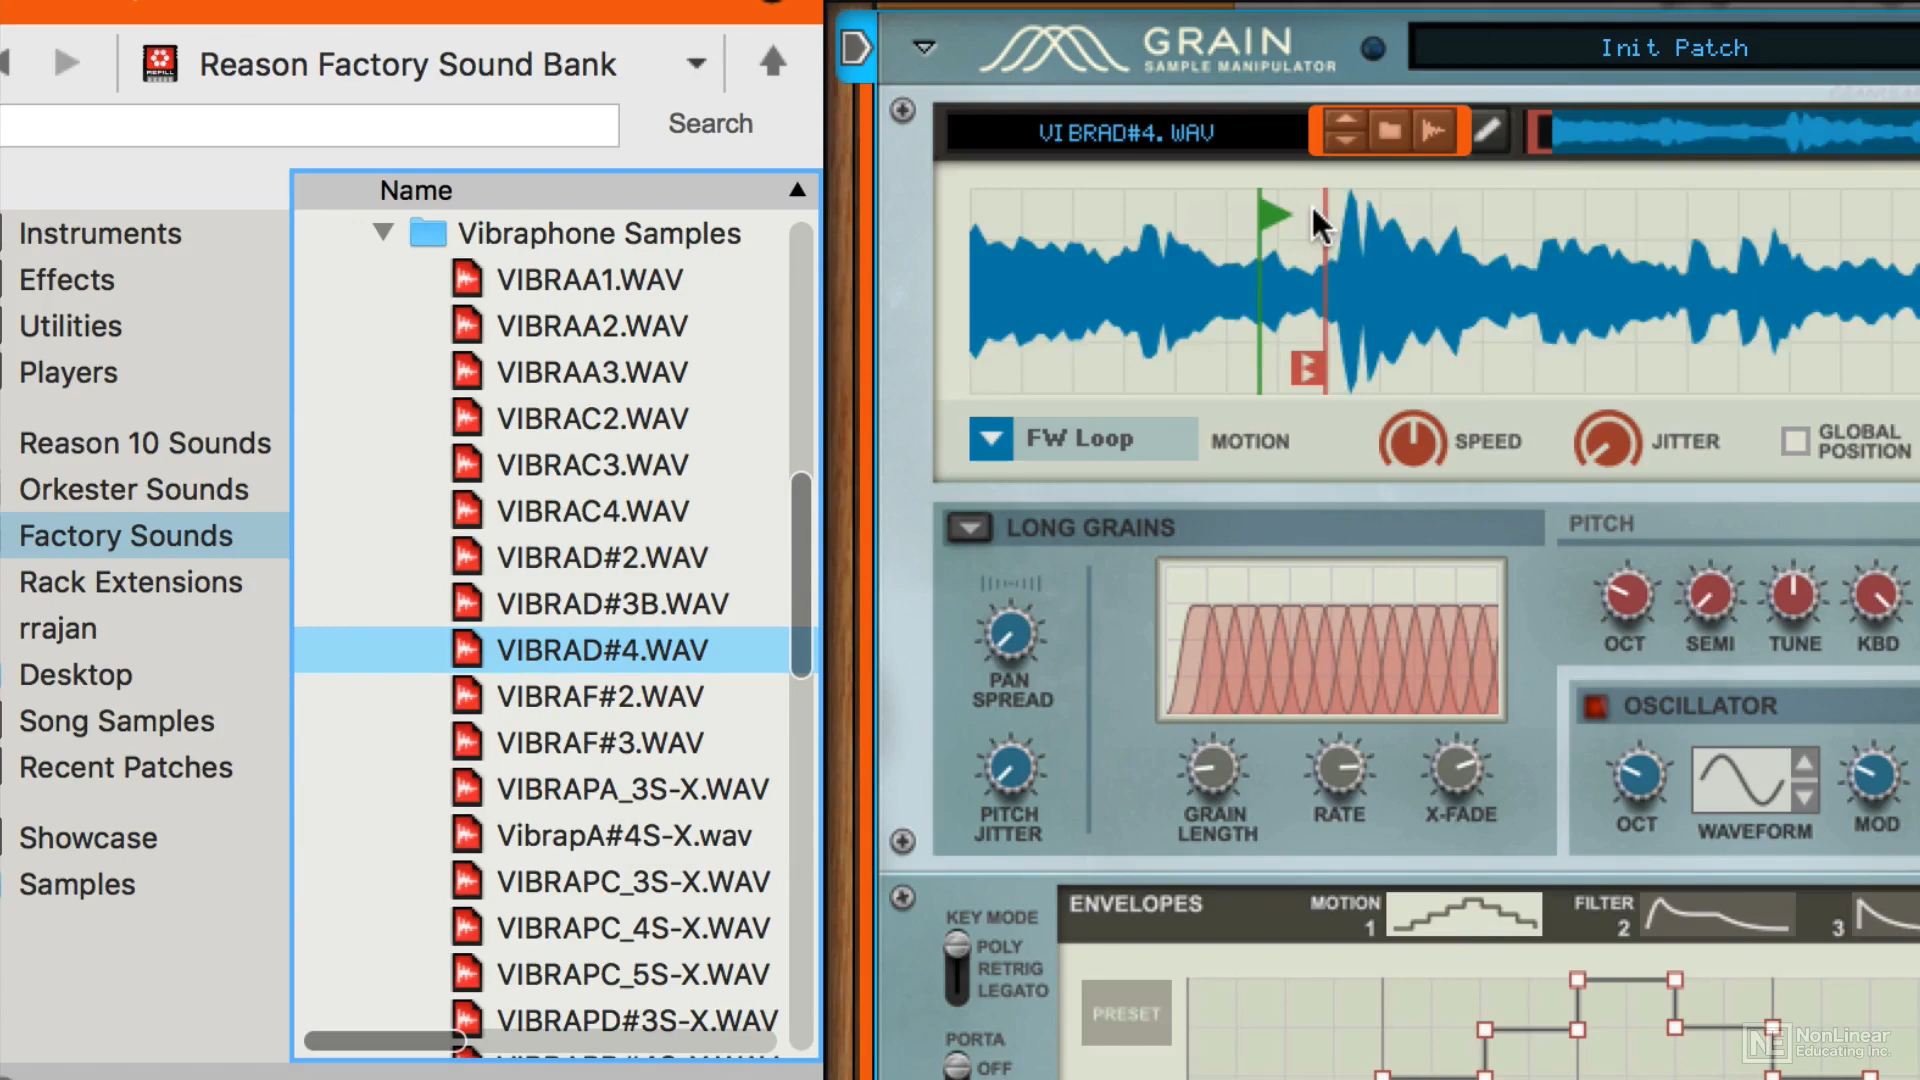 Reason Factory Sound Bank
Search
Name
Instruments
Effects
Utilities
Players
Reason 10 Sounds
Orkester Sounds
Factory Sounds
Rack Extensions
rrajan
Desktop
Song Samples
Recent Patches
Showcase
Samples
Vibraphone Samples
VIBRAA1.WAV
VIBRAA2.WAV
VIBRAA3.WAV
VIBRAC2.WAV
VIBRAC3.WAV
VIBRAC4.WAV
VIBRAD#2.WAV
VIBRAD#3B.WAV
VIBRAD#4.WAV
VIBRAF#2.WAV
VIBRAF#3.WAV
VIBRAPA_3S-X.WAV
VibrapA#4S-X.wav
VIBRAPC_3S-X.WAV
VIBRAPC_4S-X.WAV
VIBRAPC_5S-X.WAV
VIBRAPD#3S-X.WAV
REFILL
GRAIN
SAMPLE MANIPULATOR
Init Patch
VIBRAD#4.WAV
FW Loop
MOTION
SPEED
JITTER
GLOBAL
POSITION
LONG GRAINS
PITCH
PAN
SPREAD
PITCH
JITTER
GRAIN
LENGTH
RATE
X-FADE
OCT
SEMI
TUNE
KBD
OSCILLATOR
OCT
WAVEFORM
MOD
KEY MODE
POLY
RETRIG
LEGATO
PORTA
OFF
ENVELOPES
MOTION
1
FILTER
2
3
PRESET
NE
NonLinear
Educating Inc.